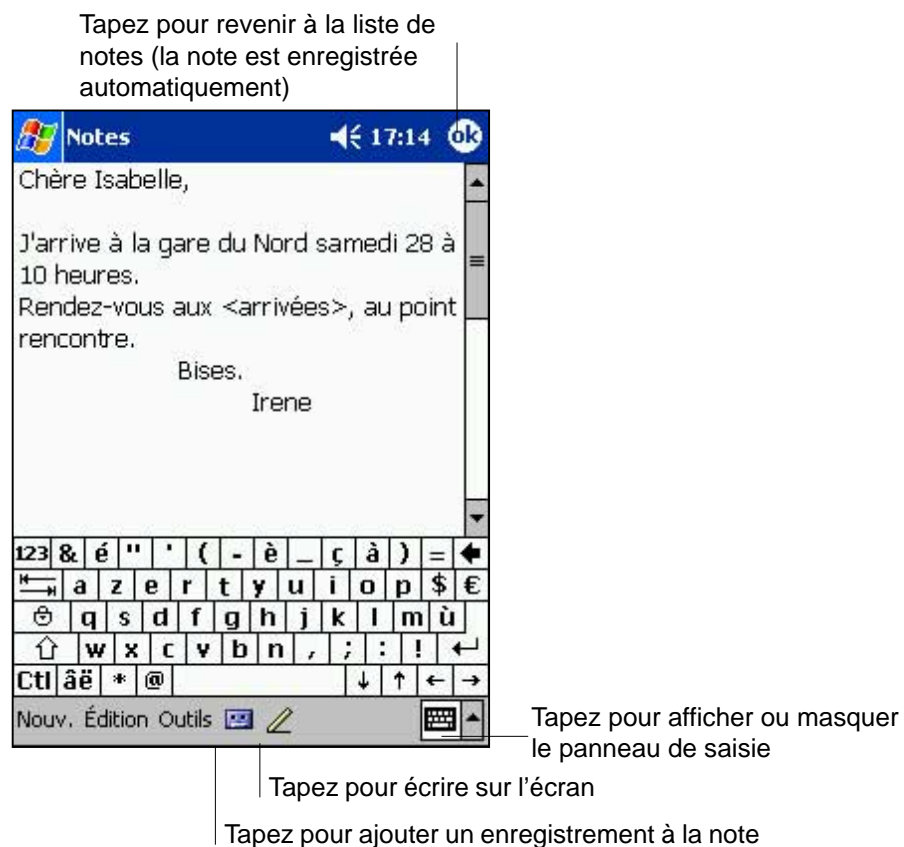 Tapez pour revenir à la liste de
notes (la note est enregistrée
automatiquement)
Notes 17:14 ok
Chère Isabelle,
J'arrive à la gare du Nord samedi 28 à
10 heures.
Rendez-vous aux <arrivées>, au point
rencontre.
Bises.
Irene
123 & é " ' ( - è _ ç à ) =
a z e r t y u i o p $ €
q s d f g h j k l m ù
w x c v b n , ; : !
Ctl âë * @ ↓ ↑ ← →
Nouv. Édition Outils
Tapez pour afficher ou masquer
le panneau de saisie
Tapez pour écrire sur l'écran
Tapez pour ajouter un enregistrement à la note